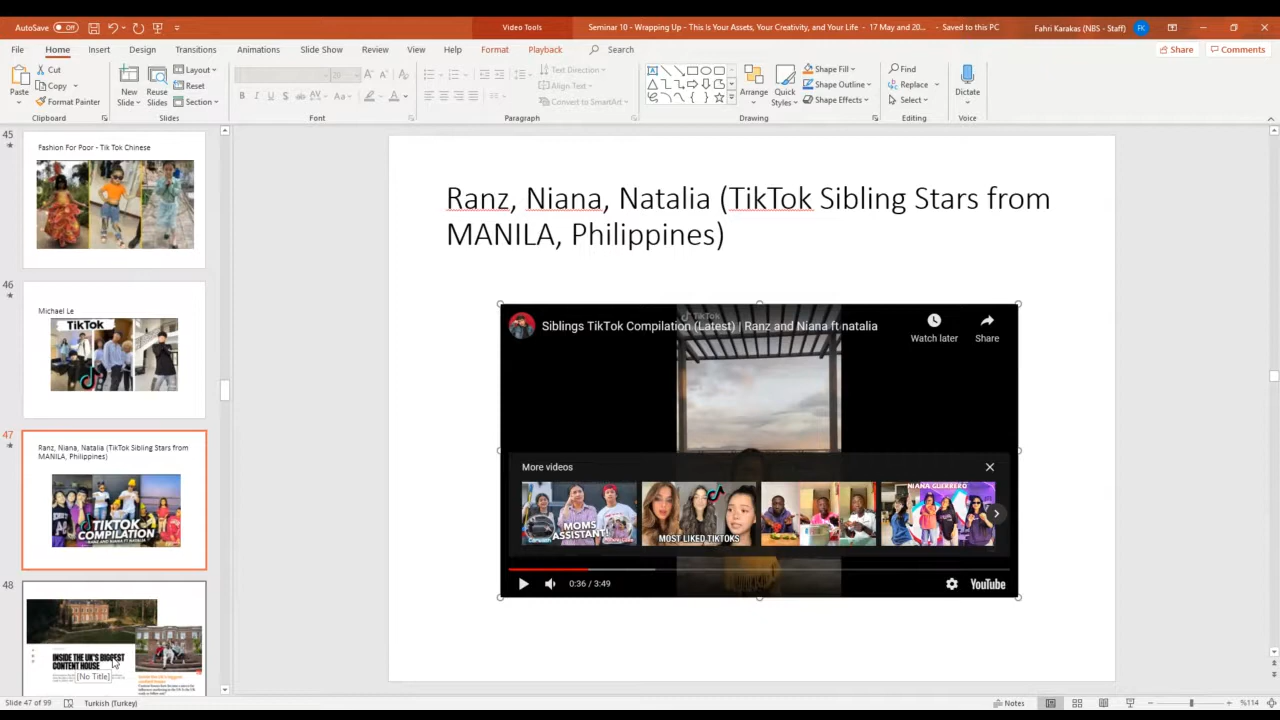 AutoSave Off
Video Tools
Seminar 10 - Wrapping Up - This Is Your Assets, Your Creativity, and Your Life - 17 May and 20... - Saved to this PC
Fahri Karakas (NBS - Staff)
FK
File Home Insert Design Transitions Animations Slide Show Review View Help Format Playback Search
Share Comments
Paste
Cut
Copy
Format Painter
Clipboard
New Slides
Reuse Slides
Layout
Reset
Section
Slides
20
Font
Text Direction
Align Text
Convert to SmartArt
Paragraph
Arrange
Quick Styles
Shape Fill
Shape Outline
Shape Effects
Drawing
Find
Replace
Select
Editing
Dictate
Voice
45
Fashion For Poor - Tik Tok Chinese
46
Michael Le
TikTok
47
Ranz, Niana, Natalia (TikTok Sibling Stars from
MANILA, Philippines)
TIKTOK
COMPILATION
48
INSIDE THE UK'S BIGGEST
CONTENT HOUSE
[No Title]
Ranz, Niana, Natalia (TikTok Sibling Stars from
MANILA, Philippines)
TikTok
Siblings TikTok Compilation (Latest) | Ranz and Niana ft natalia
Watch later
Share
More videos
MOMS
ASSISTANT!
MOST LIKED TIKTOKS
NIANA GUERRERO
0:36 / 3:49
YouTube
Slide 47 of 99
Turkish (Turkey)
Notes
%114